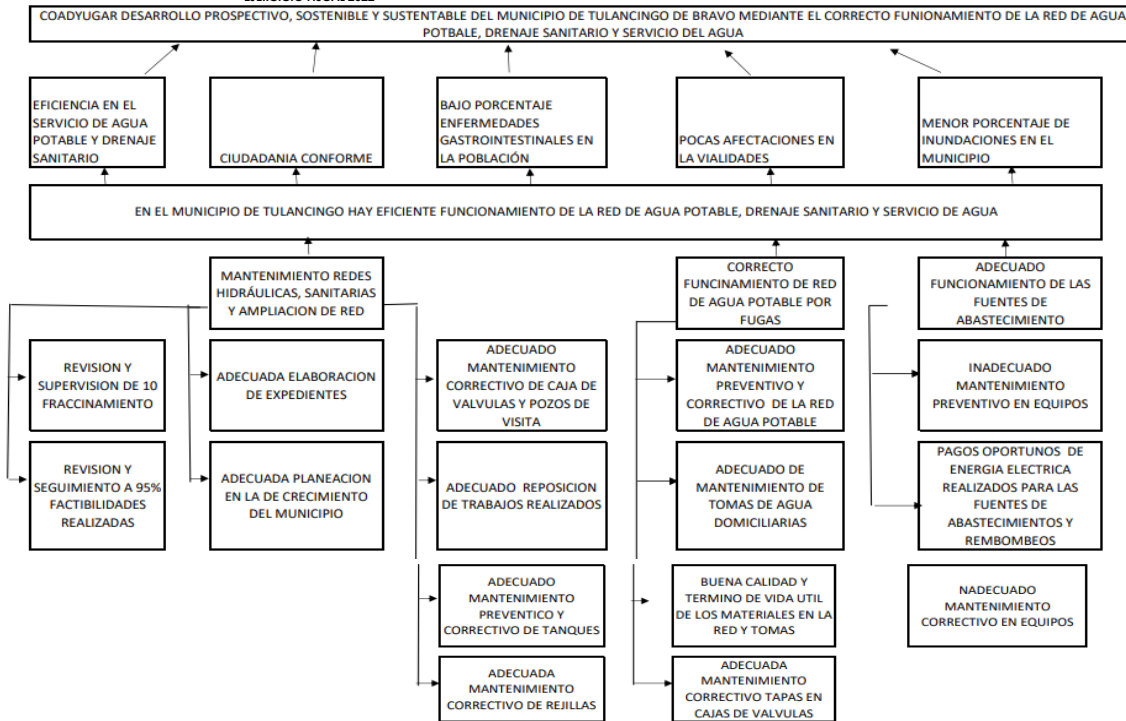 COADYUGAR DESARROLLO PROSPECTIVO, SOSTENIBLE Y SUSTENTABLE DEL MUNICIPIO DE TULANCINGO DE BRAVO MEDIANTE EL CORRECTO FUNIONAMIENTO DE LA RED DE AGUA
POTBALE, DRENAJE SANITARIO Y SERVICIO DEL AGUA
EFICIENCIA EN EL
SERVICIO DE AGUA
POTABLE Y DRENAJE
SANITARIO
CIUDADANIA CONFORME
BAJO PORCENTAJE
ENFERMEDADES
GASTROINTESTINALES EN
LA POBLACIÓN
POCAS AFECTACIONES EN
LA VIALIDADES
MENOR PORCENTAJE DE
INUNDACIONES EN EL
MUNICIPIO
EN EL MUNICIPIO DE TULANCINGO HAY EFICIENTE FUNCIONAMIENTO DE LA RED DE AGUA POTABLE, DRENAJE SANITARIO Y SERVICIO DE AGUA
MANTENIMIENTO REDES
HIDRÁULICAS, SANITARIAS
Y AMPLIACION DE RED
CORRECTO
FUNCINAMIENTO DE RED
DE AGUA POTABLE POR
FUGAS
ADECUADO
FUNCIONAMIENTO DE LAS
FUENTES DE
ABASTECIMIENTO
REVISION Y
SUPERVISION DE 10
FRACCINAMIENTO
ADECUADA ELABORACION
DE EXPEDIENTES
ADECUADO
MANTENIMIENTO
CORRECTIVO DE CAJA DE
VALVULAS Y POZOS DE
VISITA
ADECUADO
MANTENIMIENTO
PREVENTIVO Y
CORRECTIVO DE LA RED
DE AGUA POTABLE
INADECUADO
MANTENIMIENTO
PREVENTIVO EN EQUIPOS
REVISION Y
SEGUIMIENTO A 95%
FACTIBILIDADES
REALIZADAS
ADECUADA PLANEACION
EN LA DE CRECIMIENTO
DEL MUNICIPIO
ADECUADO REPOSICION
DE TRABAJOS REALIZADOS
ADECUADO DE
MANTENIMIENTO DE
TOMAS DE AGUA
DOMICILIARIAS
PAGOS OPORTUNOS DE
ENERGIA ELECTRICA
REALIZADOS PARA LAS
FUENTES DE
ABASTECIMIENTOS Y
REMBOMBEOS
ADECUADO
MANTENIMIENTO
PREVENTICO Y
CORRECTIVO DE TANQUES
BUENA CALIDAD Y
TERMINO DE VIDA UTIL
DE LOS MATERIALES EN LA
RED Y TOMAS
NADECUADO
MANTENIMIENTO
CORRECTIVO EN EQUIPOS
ADECUADA
MANTENIMIENTO
CORRECTIVO DE REJILLAS
ADECUADA
MANTENIMIENTO
CORRECTIVO TAPAS EN
CAJAS DE VALVULAS